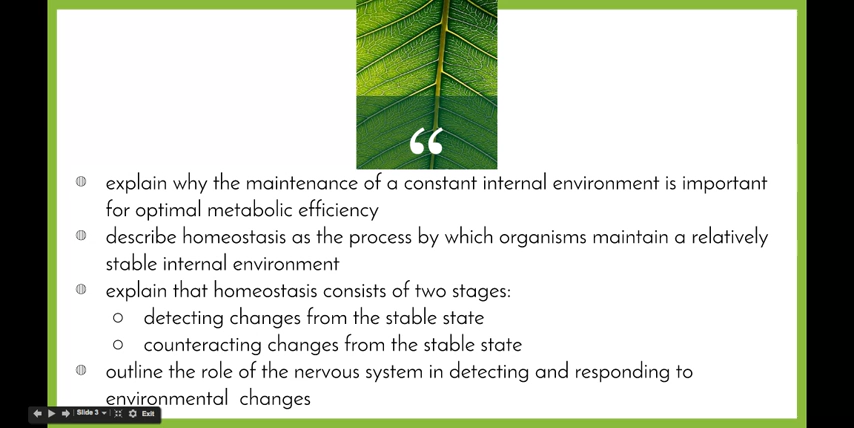 “
explain why the maintenance of a constant internal environment is important
for optimal metabolic efficiency
describe homeostasis as the process by which organisms maintain a relatively
stable internal environment
explain that homeostasis consists of two stages:
detecting changes from the stable state
counteracting changes from the stable state
outline the role of the nervous system in detecting and responding to
environmental changes
Slide 3
Exit